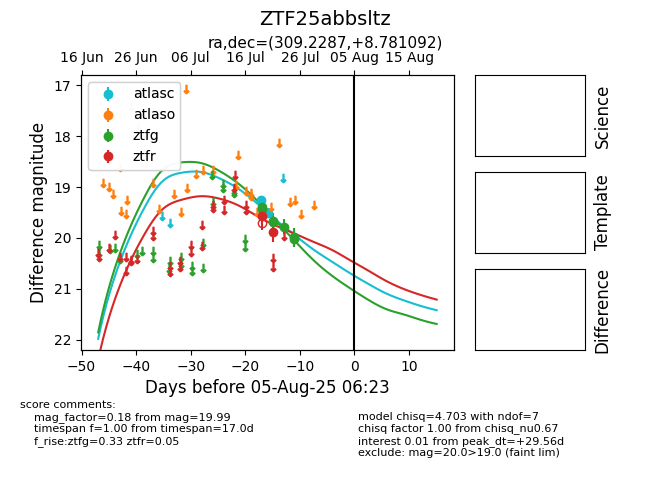 ZTF25abbsltz
ra,dec=(309.2287,+8.781092)
16 Jun 26 Jun 06 Jul 16 Jul 26 Jul 05 Aug 15 Aug
17
18
19
20
21
22
Difference magnitude
atlasc
atlaso
ztfg
ztfr
−50 −40 −30 −20 −10 0 10
Days before 05-Aug-25 06:23
Science
Template
Difference
score comments:
mag_factor=0.18 from mag=19.99
timespan f=1.00 from timespan=17.0d
f_rise:ztfg=0.33 ztfr=0.05
model chisq=4.703 with ndof=7
chisq factor 1.00 from chisq_nu0.67
interest 0.01 from peak_dt=+29.56d
exclude: mag=20.0>19.0 (faint lim)